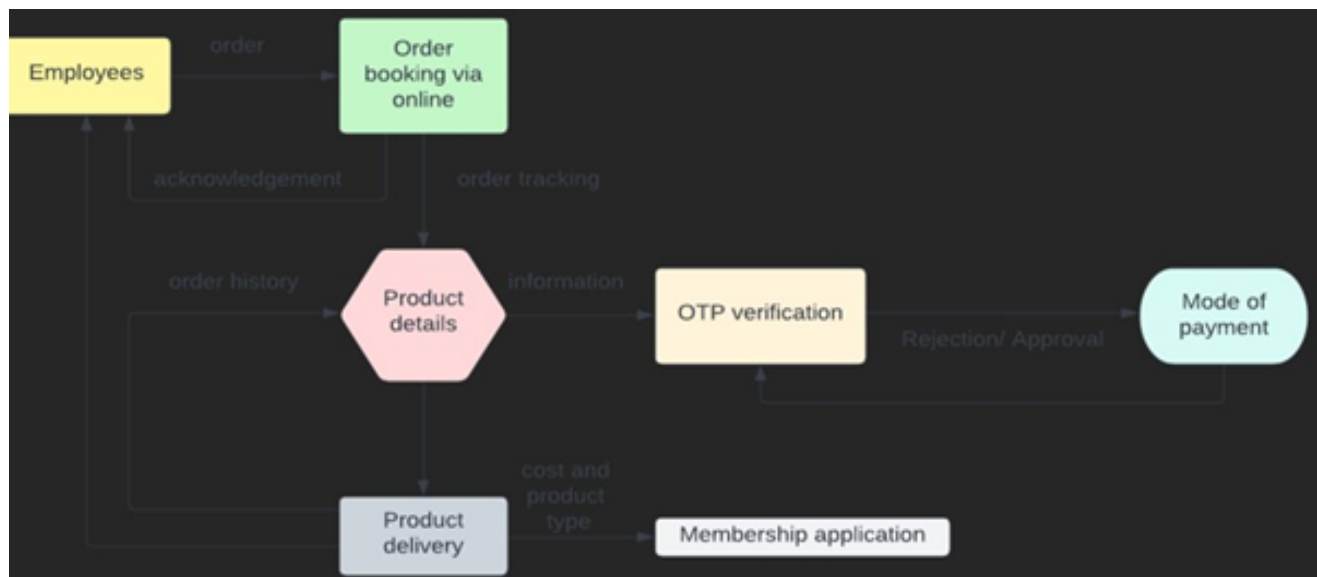 order
Employees
Order
booking via
online
acknowledgement
order tracking
order history
information
Product
details
OTP verification
Mode of
payment
Rejection/ Approval
cost and
product
type
Product
delivery
Membership application